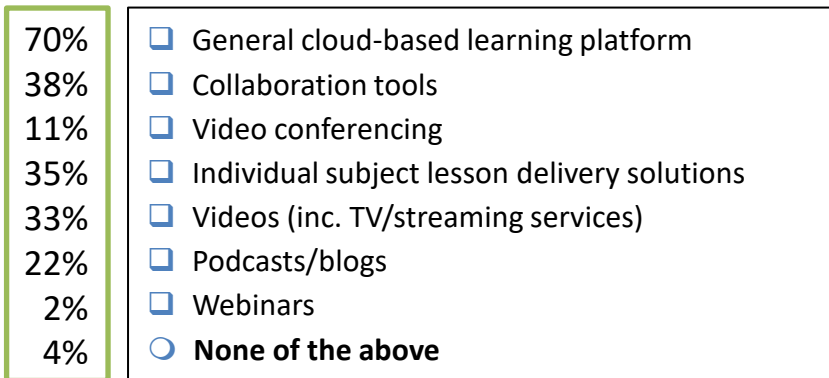 70% General cloud-based learning platform
38% Collaboration tools
11% Video conferencing
35% Individual subject lesson delivery solutions
33% Videos (inc. TV/streaming services)
22% Podcasts/blogs
2% Webinars
4% None of the above